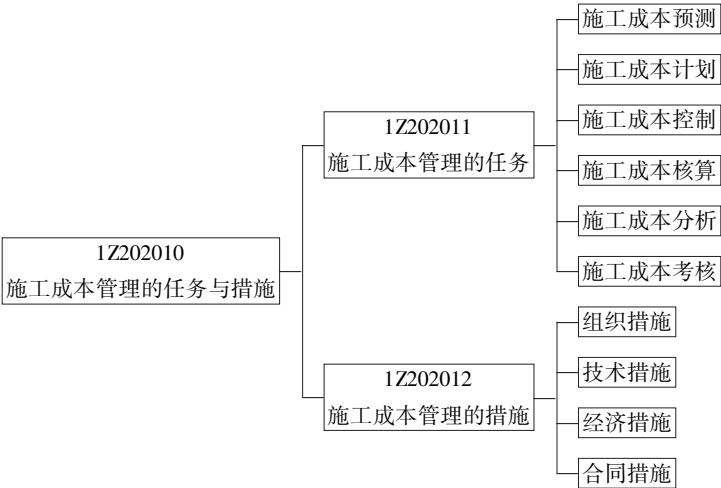 1Z202010
施工成本管理的任务与措施
1Z202011
施工成本管理的任务
施工成本预测
施工成本计划
施工成本控制
施工成本核算
施工成本分析
施工成本考核
1Z202012
施工成本管理的措施
组织措施
技术措施
经济措施
合同措施